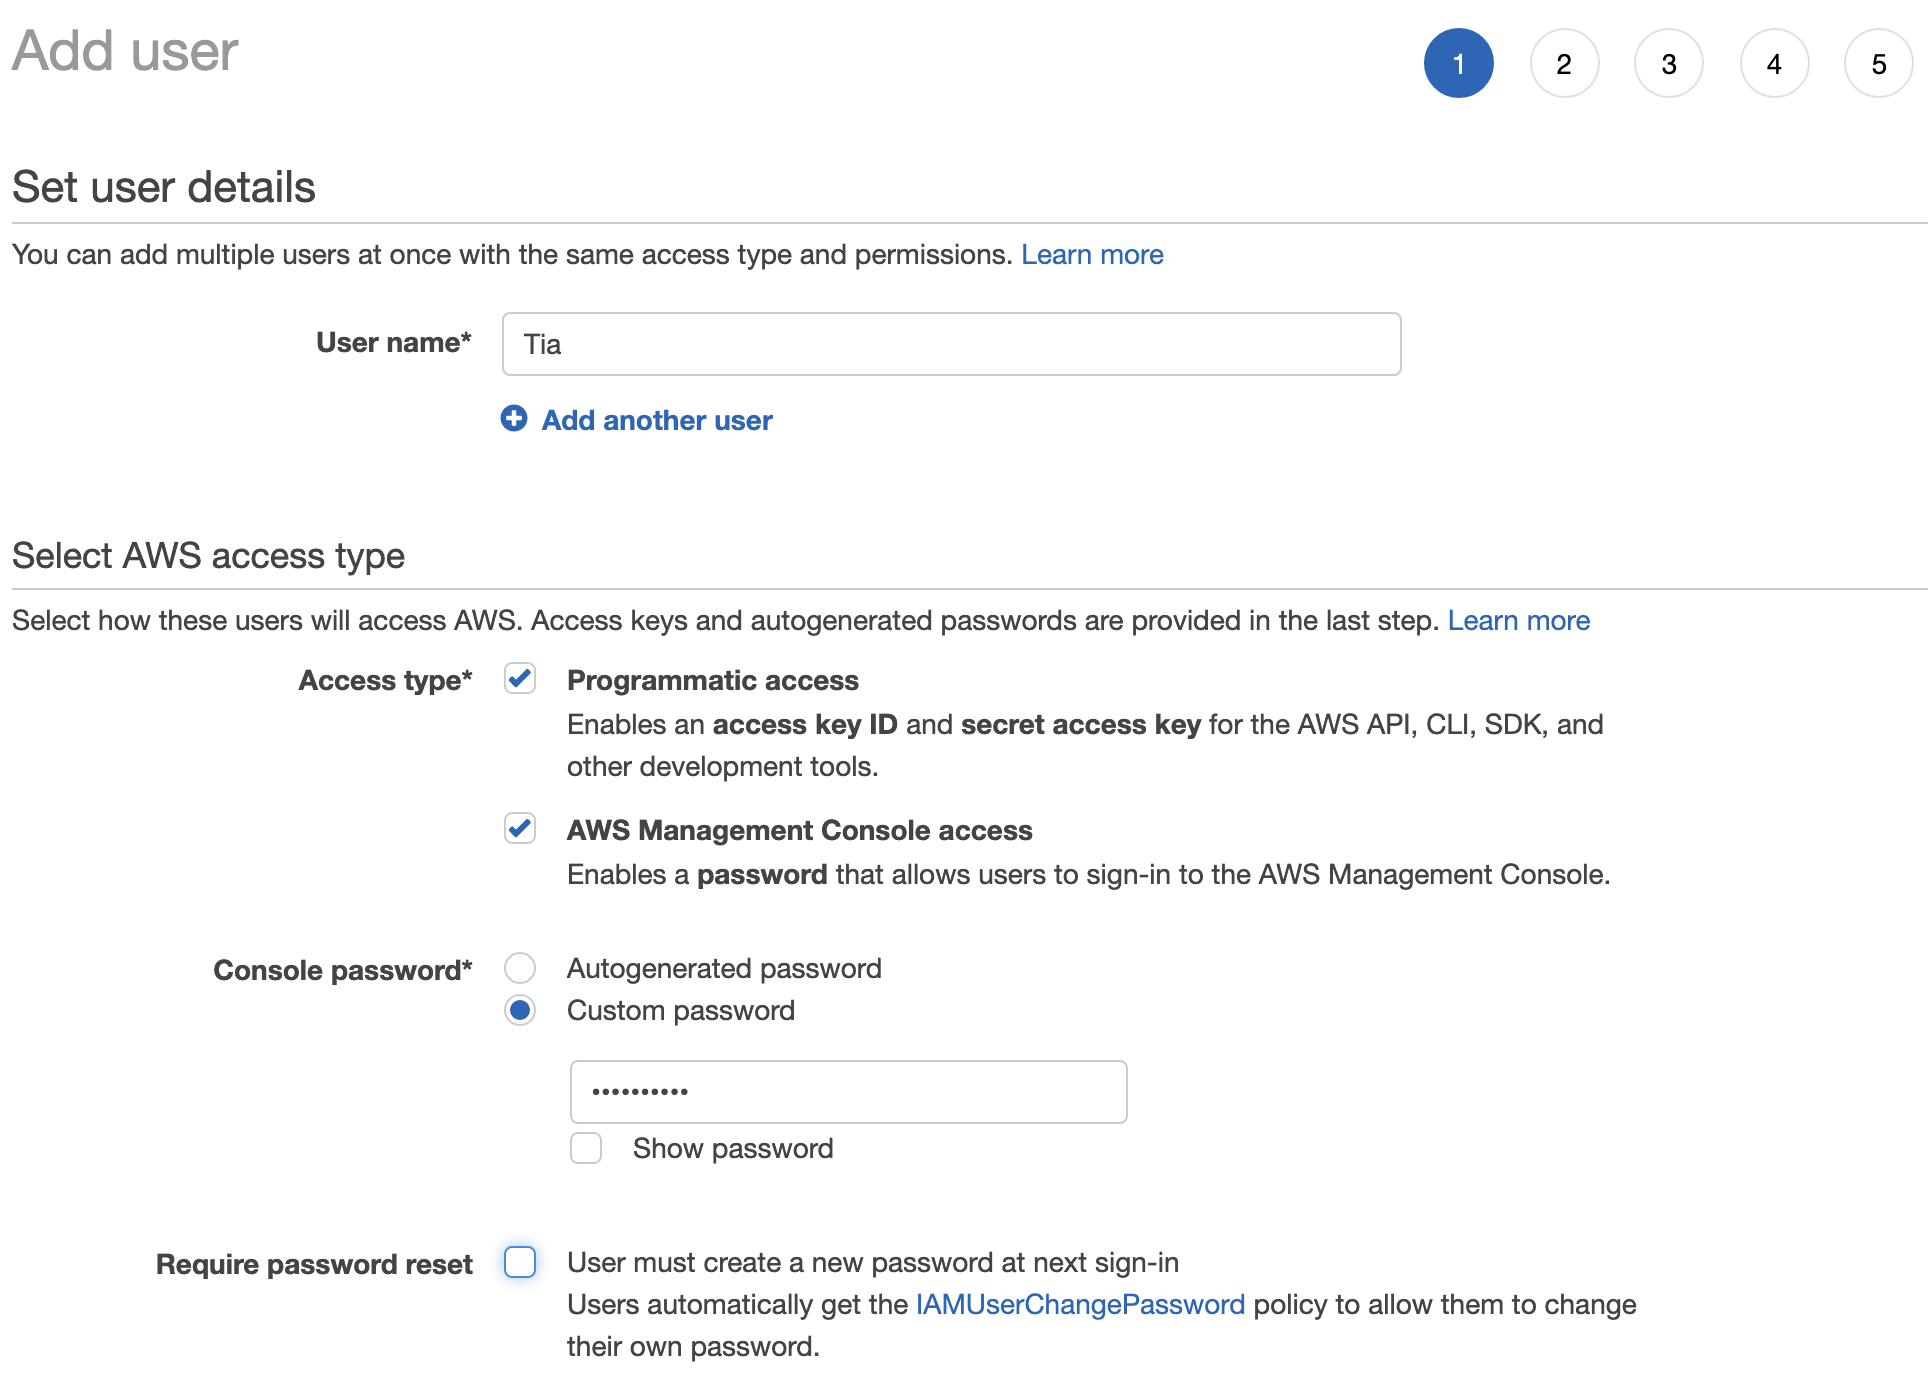 Add user
1 2 3 4 5
Set user details
You can add multiple users at once with the same access type and permissions. Learn more
User name* Tia
Add another user
Select AWS access type
Select how these users will access AWS. Access keys and autogenerated passwords are provided in the last step. Learn more
Access type* Programmatic access
Enables an access key ID and secret access key for the AWS API, CLI, SDK, and
other development tools.
AWS Management Console access
Enables a password that allows users to sign-in to the AWS Management Console.
Console password* Autogenerated password
Custom password
••••••••••
Show password
Require password reset User must create a new password at next sign-in
Users automatically get the IAMUserChangePassword policy to allow them to change
their own password.